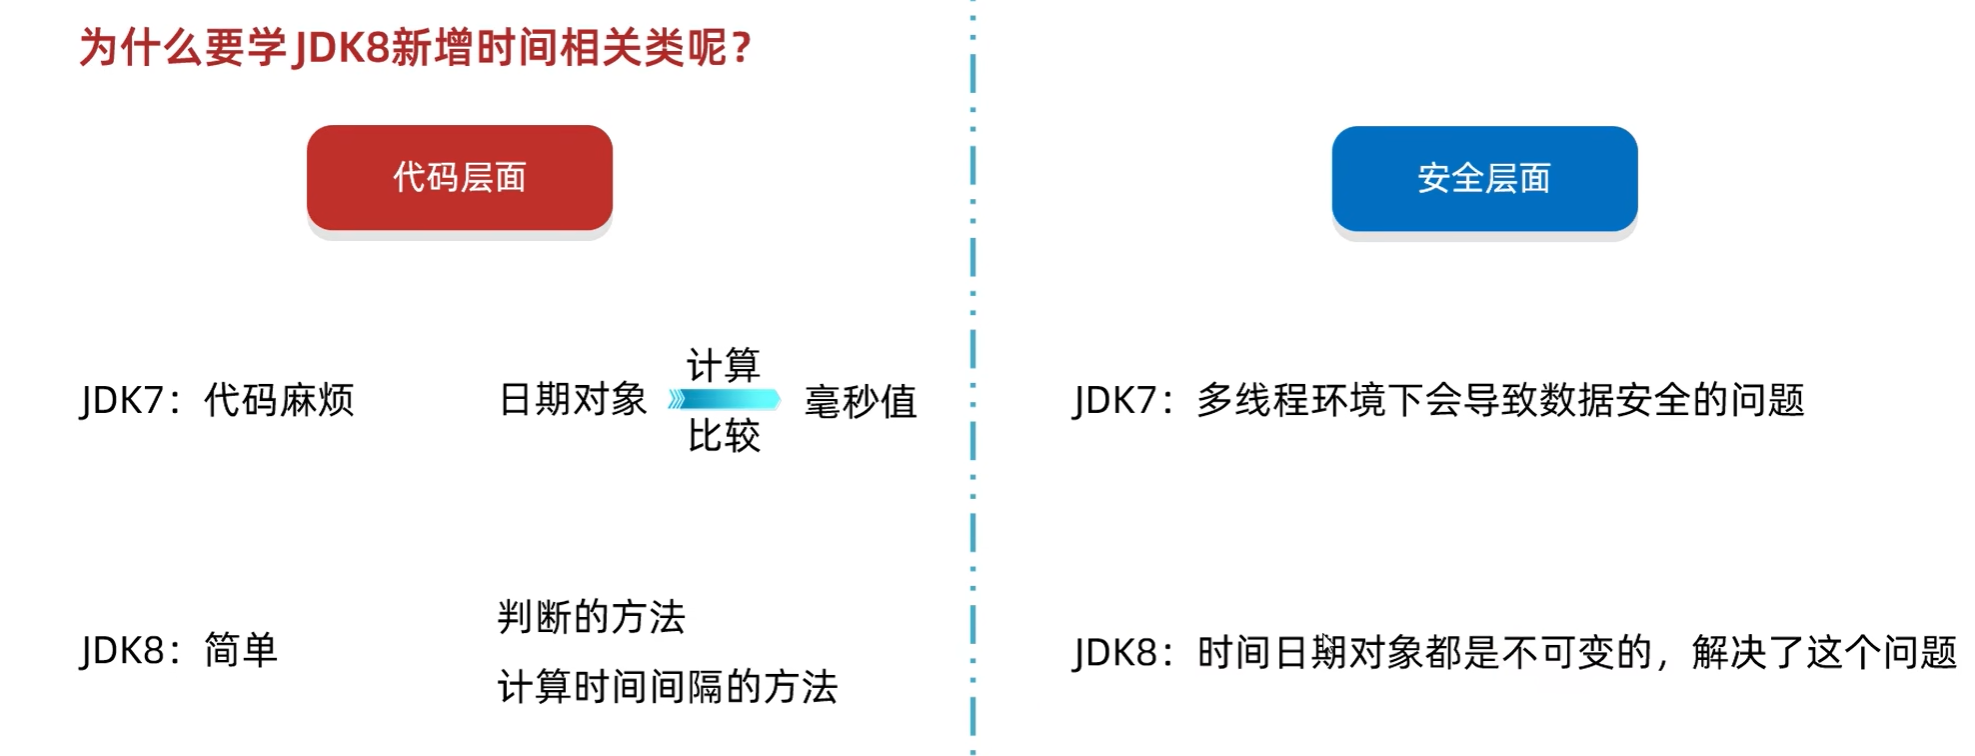 为什么要学JDK8新增时间相关类呢？
代码层面
JDK7：代码麻烦
日期对象
计算
比较
毫秒值
JDK8：简单
判断的方法
计算时间间隔的方法
安全层面
JDK7：多线程环境下会导致数据安全的问题
JDK8：时间日期对象都是不可变的，解决了这个问题